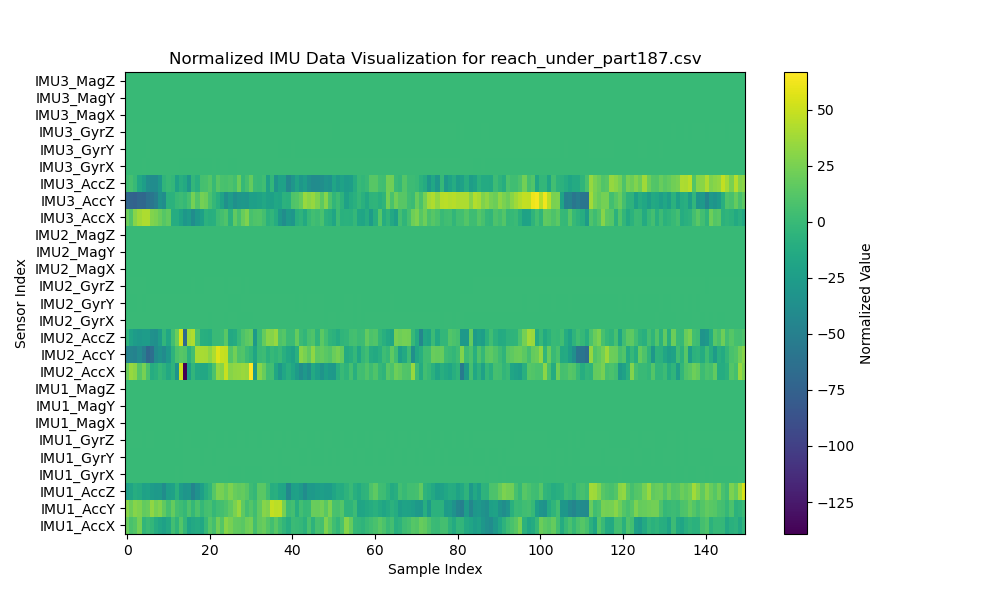 Normalized IMU Data Visualization for reach_under_part187.csv
IMU3_MagZ
IMU3_MagY
IMU3_MagX
IMU3_GyrZ
IMU3_GyrY
IMU3_GyrX
IMU3_AccZ
IMU3_AccY
IMU3_AccX
IMU2_MagZ
IMU2_MagY
IMU2_MagX
IMU2_GyrZ
IMU2_GyrY
IMU2_GyrX
IMU2_AccZ
IMU2_AccY
IMU2_AccX
IMU1_MagZ
IMU1_MagY
IMU1_MagX
IMU1_GyrZ
IMU1_GyrY
IMU1_GyrX
IMU1_AccZ
IMU1_AccY
IMU1_AccX
Sensor Index
0 20 40 60 80 100 120 140
Sample Index
50
25
0
−25
−50
−75
−100
−125
Normalized Value